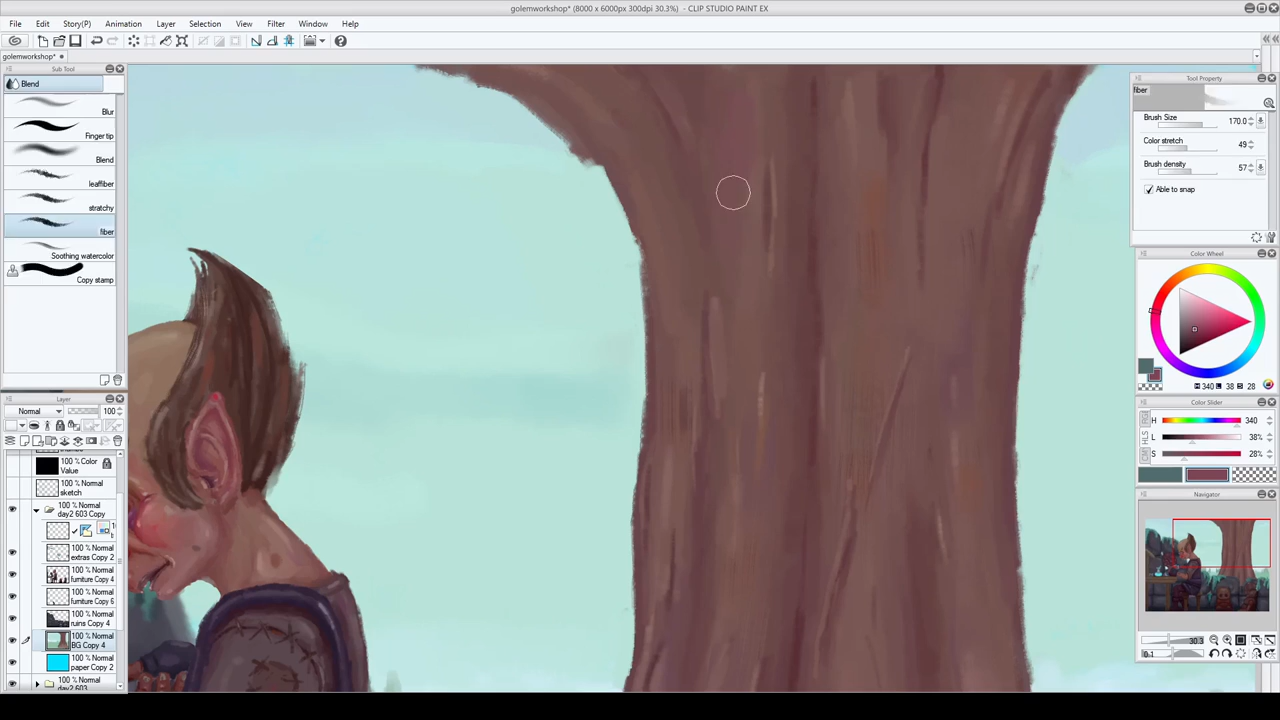 golemworkshop* (8000 x 6000px 300dpi 30.3%) - CLIP STUDIO PAINT EX
File Edit Story(P) Animation Layer Selection View Filter Window Help
golemworkshop*
Sub Tool
Blend
Blur
Finger tip
Blend
leaffiber
stratchy
fiber
Soothing watercolor
Copy stamp
Layer
Normal 100
100 % Color
Value
100 % Normal
sketch
100 % Normal
day2 603 Copy
100 % Normal
extras Copy 2
100 % Normal
furniture Copy 4
100 % Normal
furniture Copy 6
100 % Normal
ruins Copy 4
100 % Normal
BG Copy 4
100 % Normal
paper Copy 2
100 % Normal
day2 603
Tool Property
fiber
Brush Size 170.0
Color stretch 49
Brush density 57
Able to snap
Color Wheel
H 340 L 38 S 28
Color Slider
RGB
HLS
H 340
L 38%
S 28%
Navigator
30.3
0.1